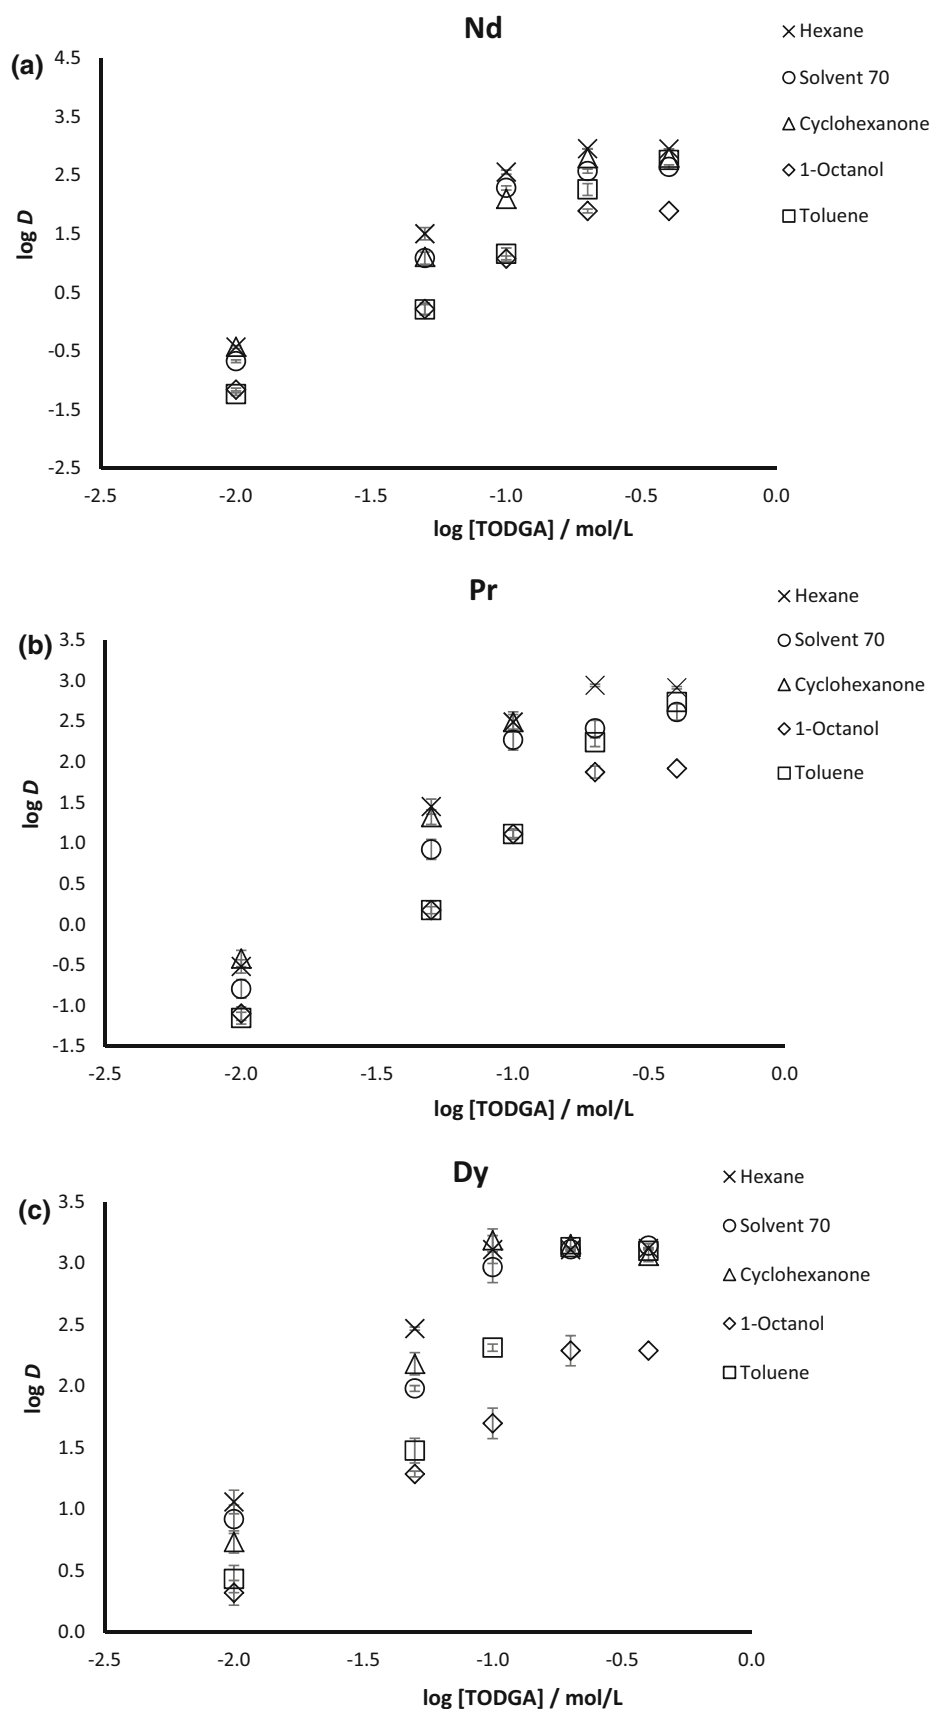 Nd
(a)
4.5
3.5
2.5
1.5
0.5
-0.5
-1.5
-2.5
log D
-2.5 -2.0 -1.5 -1.0 -0.5 0.0
log [TODGA] / mol/L
Hexane
Solvent 70
Cyclohexanone
1-Octanol
Toluene
Pr
(b)
3.5
3.0
2.5
2.0
1.5
1.0
0.5
0.0
-0.5
-1.0
-1.5
log D
-2.5 -2.0 -1.5 -1.0 -0.5 0.0
log [TODGA] / mol/L
Hexane
Solvent 70
Cyclohexanone
1-Octanol
Toluene
Dy
(c)
3.5
3.0
2.5
2.0
1.5
1.0
0.5
0.0
log D
-2.5 -2.0 -1.5 -1.0 -0.5 0.0
log [TODGA] / mol/L
Hexane
Solvent 70
Cyclohexanone
1-Octanol
Toluene